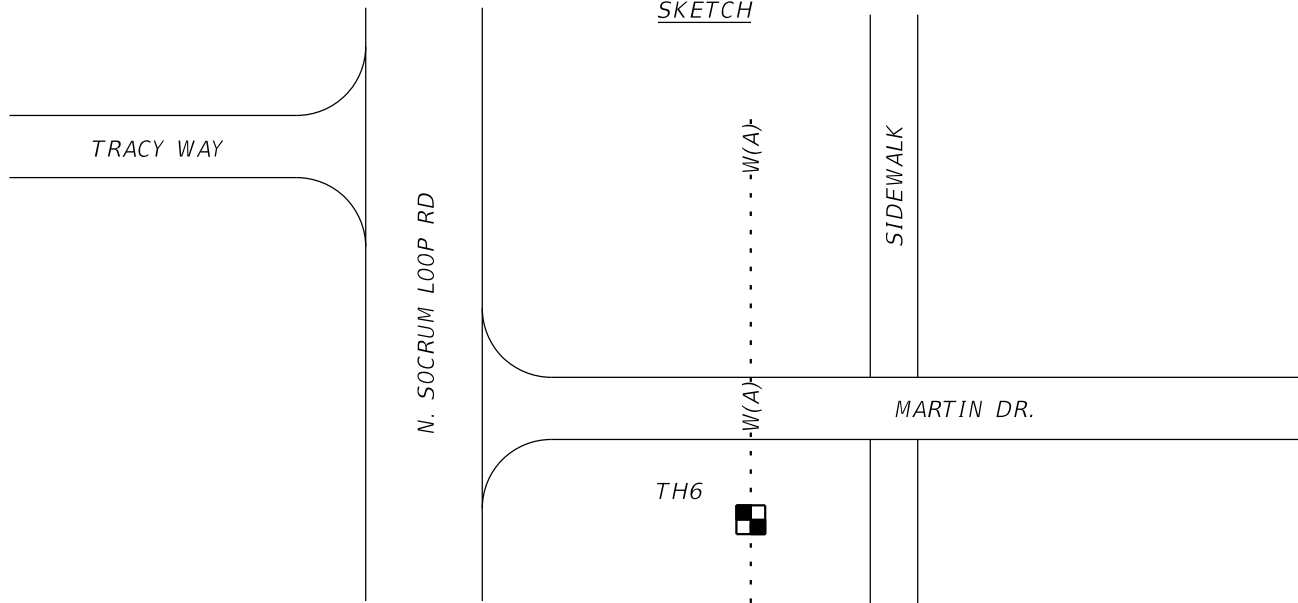 SKETCH
TRACY WAY
W(A)
SIDEWALK
N. SOCRUM LOOP RD
W(A)
MARTIN DR.
TH6